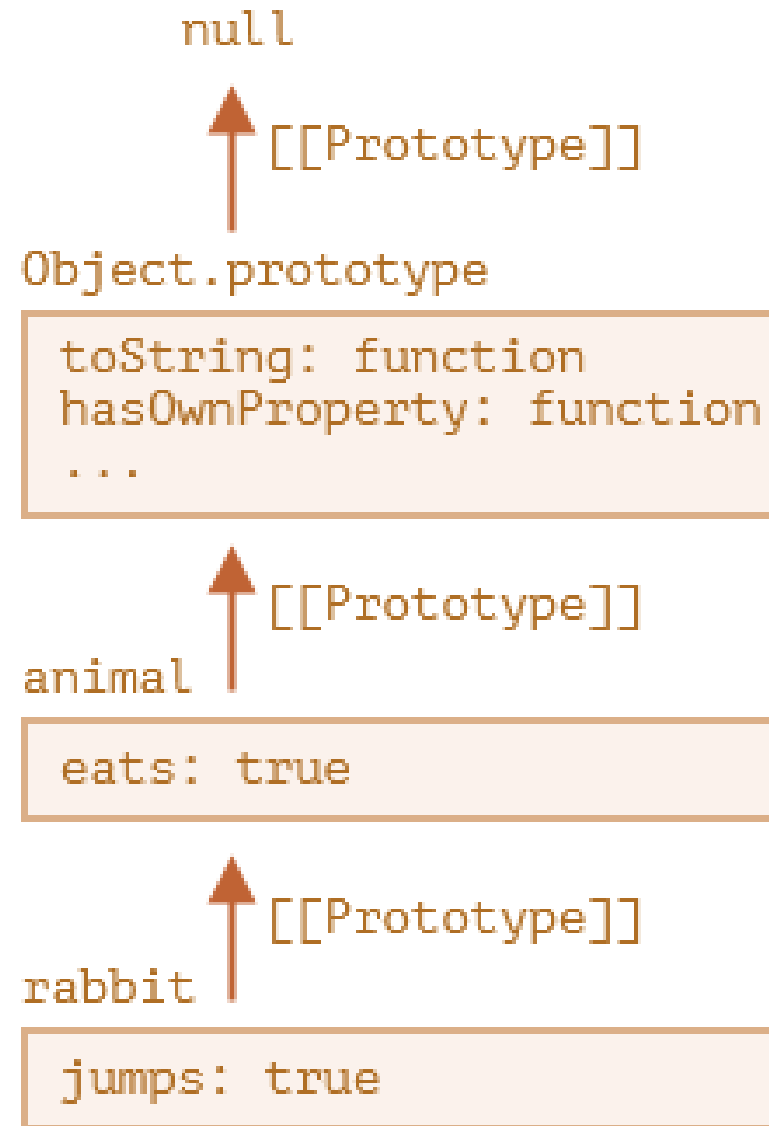 null
[[Prototype]]
Object.prototype
toString: function
hasOwnProperty: function
...
[[Prototype]]
animal
eats: true
[[Prototype]]
rabbit
jumps: true